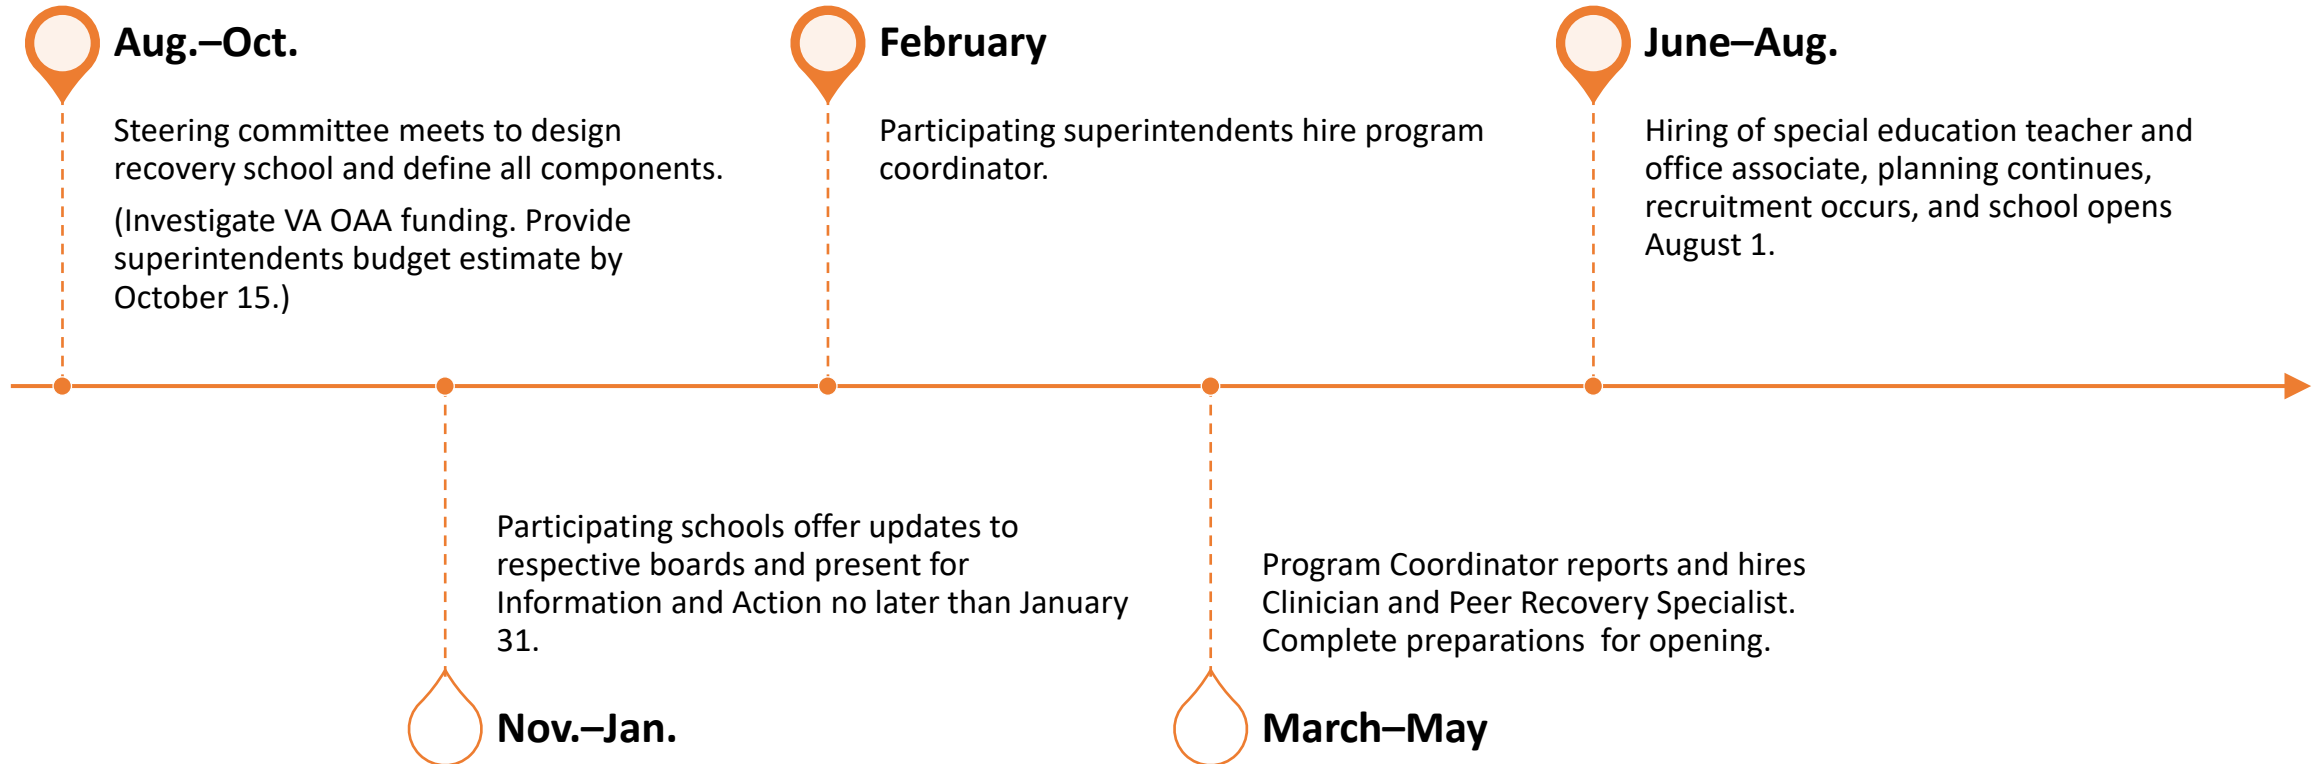 Aug.–Oct.
Steering committee meets to design
recovery school and define all components.
(Investigate VA OAA funding. Provide
superintendents budget estimate by
October 15.)
Participating schools offer updates to
respective boards and present for
Information and Action no later than January
31.
Nov.–Jan.
February
Participating superintendents hire program
coordinator.
Program Coordinator reports and hires
Clinician and Peer Recovery Specialist.
Complete preparations  for opening.
March–May
June–Aug.
Hiring of special education teacher and
office associate, planning continues,
recruitment occurs, and school opens
August 1.